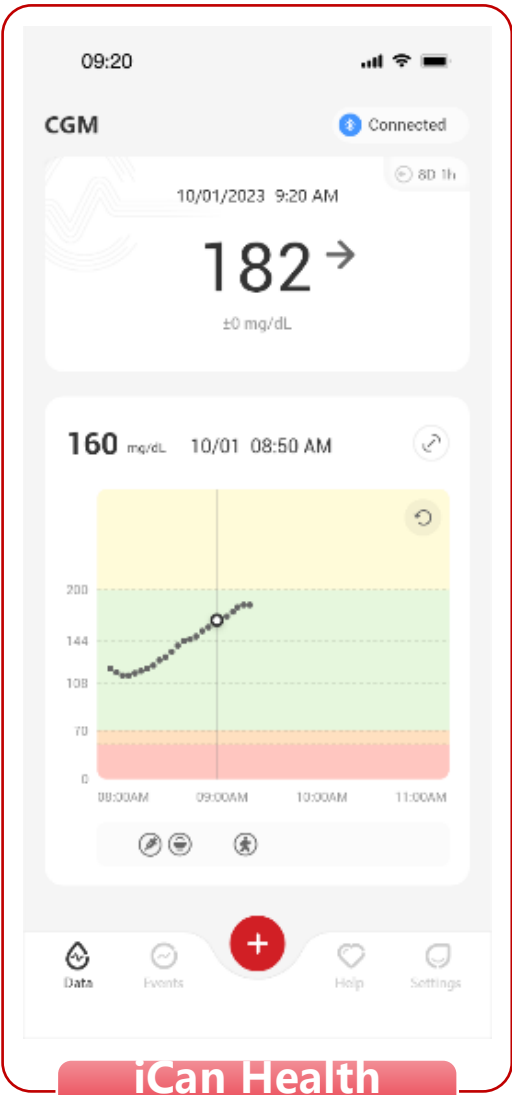 09:20
CGM
Connected
8D 1h
10/01/2023 9:20 AM
182
±0 mg/dL
160 mg/dL 10/01 08:50 AM
200
144
108
70
0
08:00AM 09:00AM 10:00AM 11:00AM
Data Events Help Settings
iCan Health